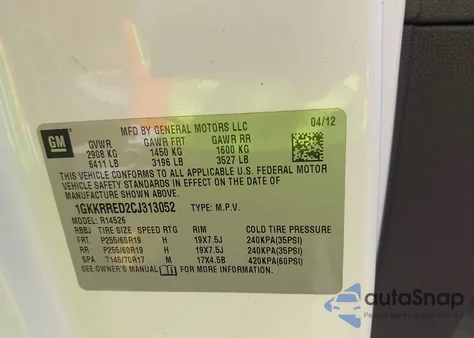 GM
MFD BY GENERAL MOTORS LLC 04/12
GVWR GAWR FRT GAWR RR
2908 KG 1450 KG 1600 KG
6411 LB 3196 LB 3527 LB
THIS VEHICLE CONFORMS TO ALL APPLICABLE U.S. FEDERAL MOTOR
VEHICLE SAFETY STANDARDS IN EFFECT ON THE DATE OF
MANUFACTURE SHOWN ABOVE.
1GKKRRED2CJ313052 TYPE: M.P.V.
MODEL: R14526
RBBJ TIRE SIZE SPEED RTG RIM COLD TIRE PRESSURE
FRT P255/60R19 H 19X7.5J 240KPA(35PSI)
RR P255/60R19 H 19X7.5J 240KPA(35PSI)
SPA T145/70R17 M 17X4.5B 420KPA(60PSI)
SEE OWNER'S MANUAL FOR MORE INFORMATION.
autoSnap